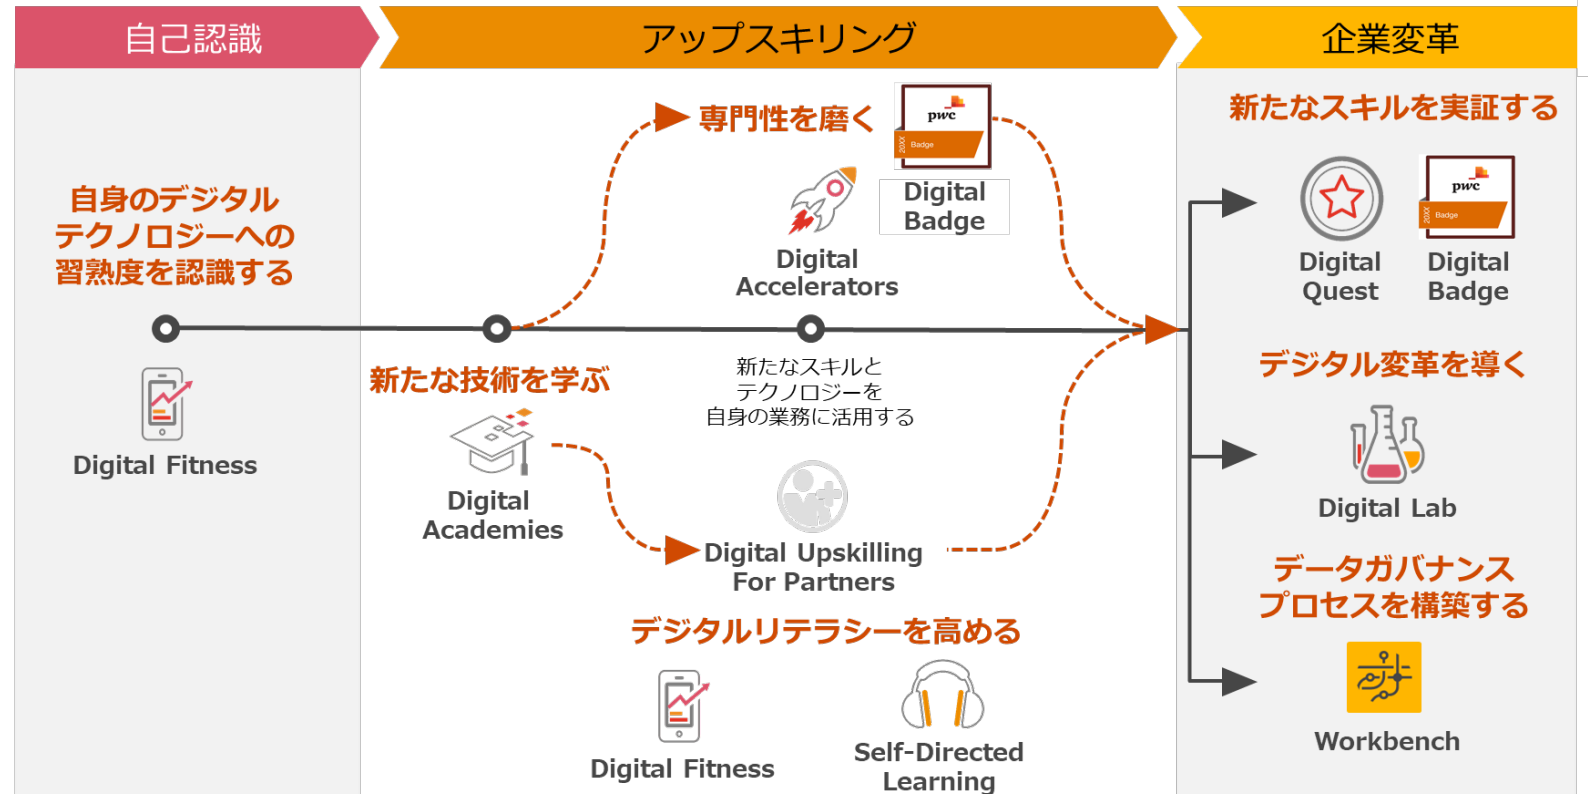 自己認識
アップスキリング
企業変革
自身のデジタル
テクノロジーへの
習熟度を認識する
Digital Fitness
新たな技術を学ぶ
Digital
Academies
専門性を磨く
pwc
20XX
Badge
Digital
Badge
Digital
Accelerators
新たなスキルと
テクノロジーを
自身の業務に活用する
Digital Upskilling
For Partners
デジタルリテラシーを高める
Digital Fitness
Self-Directed
Learning
新たなスキルを実証する
Digital
Quest
pwc
20XX
Badge
Digital
Badge
デジタル変革を導く
Digital Lab
データガバナンス
プロセスを構築する
Workbench